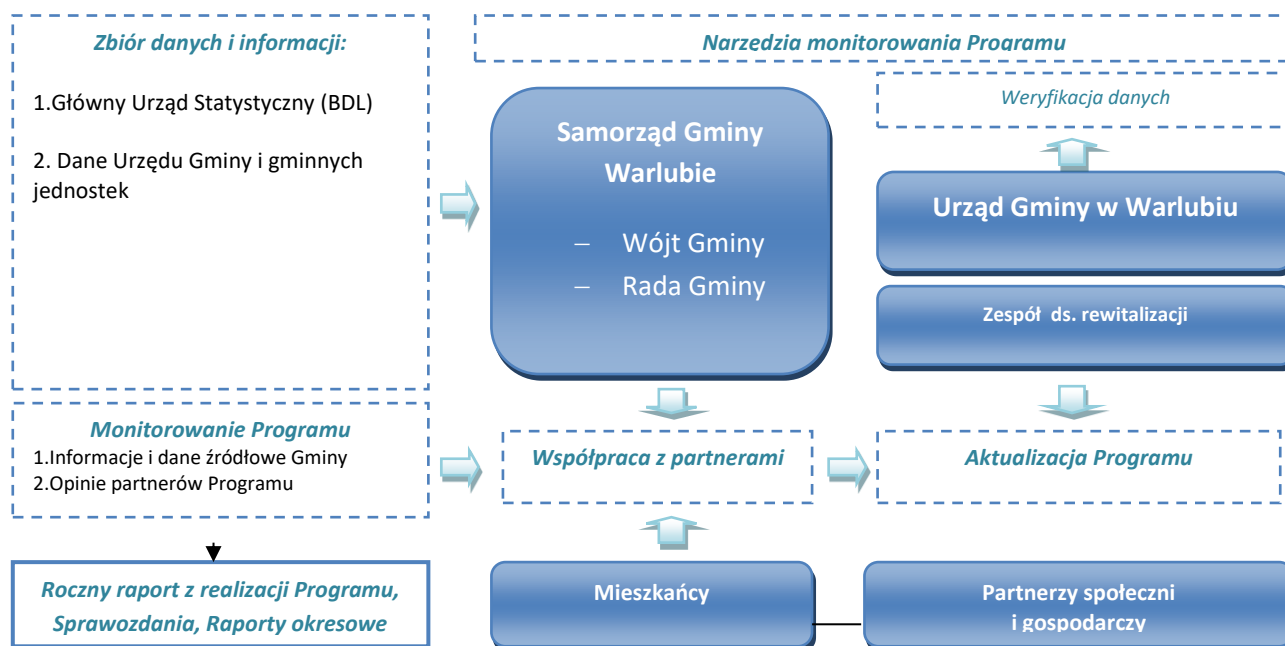 Zbiór danych i informacji:
1.Główny Urząd Statystyczny (BDL)
2. Dane Urzędu Gminy i gminnych
jednostek
Narzedzia monitorowania Programu
Samorząd Gminy
Warlubie
– Wójt Gminy
– Rada Gminy
Weryfikacja danych
Urząd Gminy w Warlubiu
Zespół ds. rewitalizacji
Monitorowanie Programu
1.Informacje i dane źródłowe Gminy
2.Opinie partnerów Programu
Współpraca z partnerami
Aktualizacja Programu
Roczny raport z realizacji Programu,
Sprawozdania, Raporty okresowe
Mieszkańcy
Partnerzy społeczni
i gospodarczy